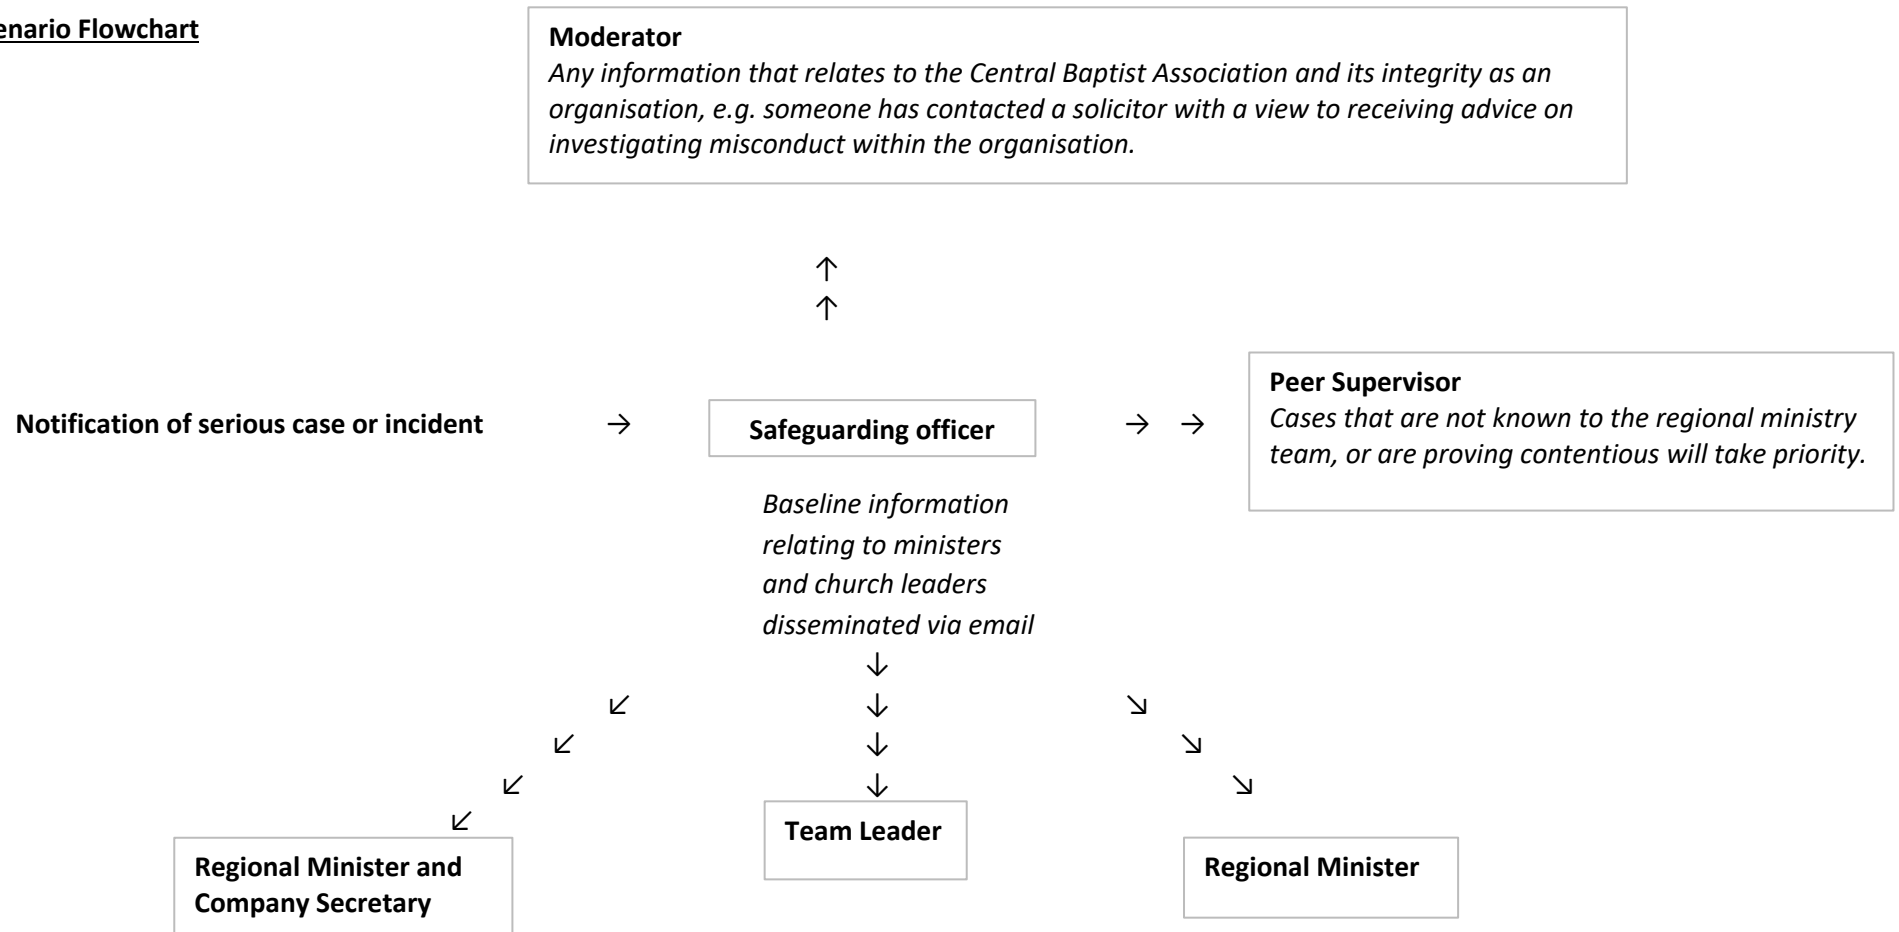 enario Flowchart
Moderator
Any information that relates to the Central Baptist Association and its integrity as an
organisation, e.g. someone has contacted a solicitor with a view to receiving advice on
investigating misconduct within the organisation.
↑
↑
Notification of serious case or incident → Safeguarding officer → →
Peer Supervisor
Cases that are not known to the regional ministry
team, or are proving contentious will take priority.
Baseline information
relating to ministers
and church leaders
disseminated via email
↓
↙ ↓ ↘
↙ ↓ ↘
↙ ↓ ↘
↙
Team Leader
Regional Minister and
Company Secretary
Regional Minister